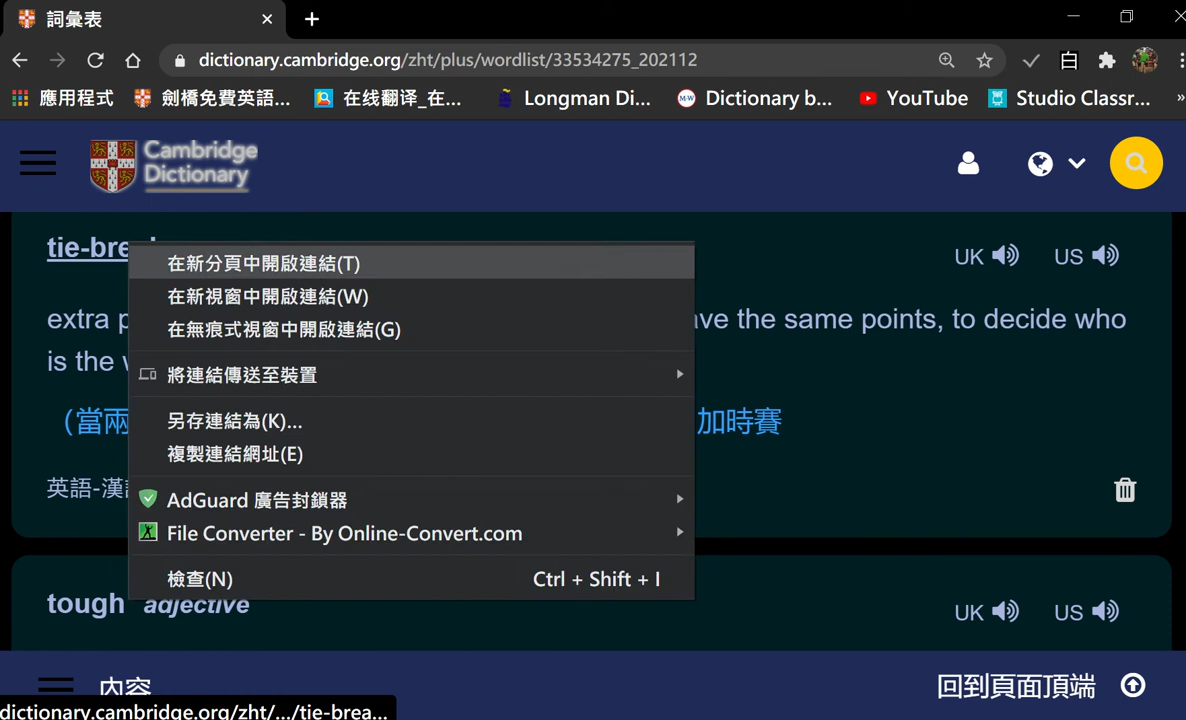 詞彙表
dictionary.cambridge.org/zht/plus/wordlist/33534275_202112
應用程式 劍橋免費英語... 在线翻译_在... Longman Di... Dictionary b... YouTube Studio Classr... »
Cambridge
Dictionary
tie-bre
UK US
在新分頁中開啟連結(T)
在新視窗中開啟連結(W)
extra p ve the same points, to decide who
在無痕式視窗中開啟連結(G)
is the
將連結傳送至裝置
另存連結為(K)...
(當兩 加時賽
複製連結網址(E)
英語-漢
AdGuard 廣告封鎖器
File Converter - By Online-Convert.com
檢查(N) Ctrl + Shift + I
tough adjective
UK US
內容 回到頁面頂端
dictionary.cambridge.org/zht/.../tie-brea...